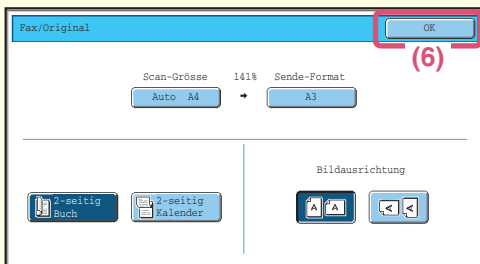 Fax/Original
OK
(6)
Scan-Grösse 141% Sende-Format
Auto A4 A3
Bildausrichtung
2-seitig
Buch
2-seitig
Kalender
A A A A